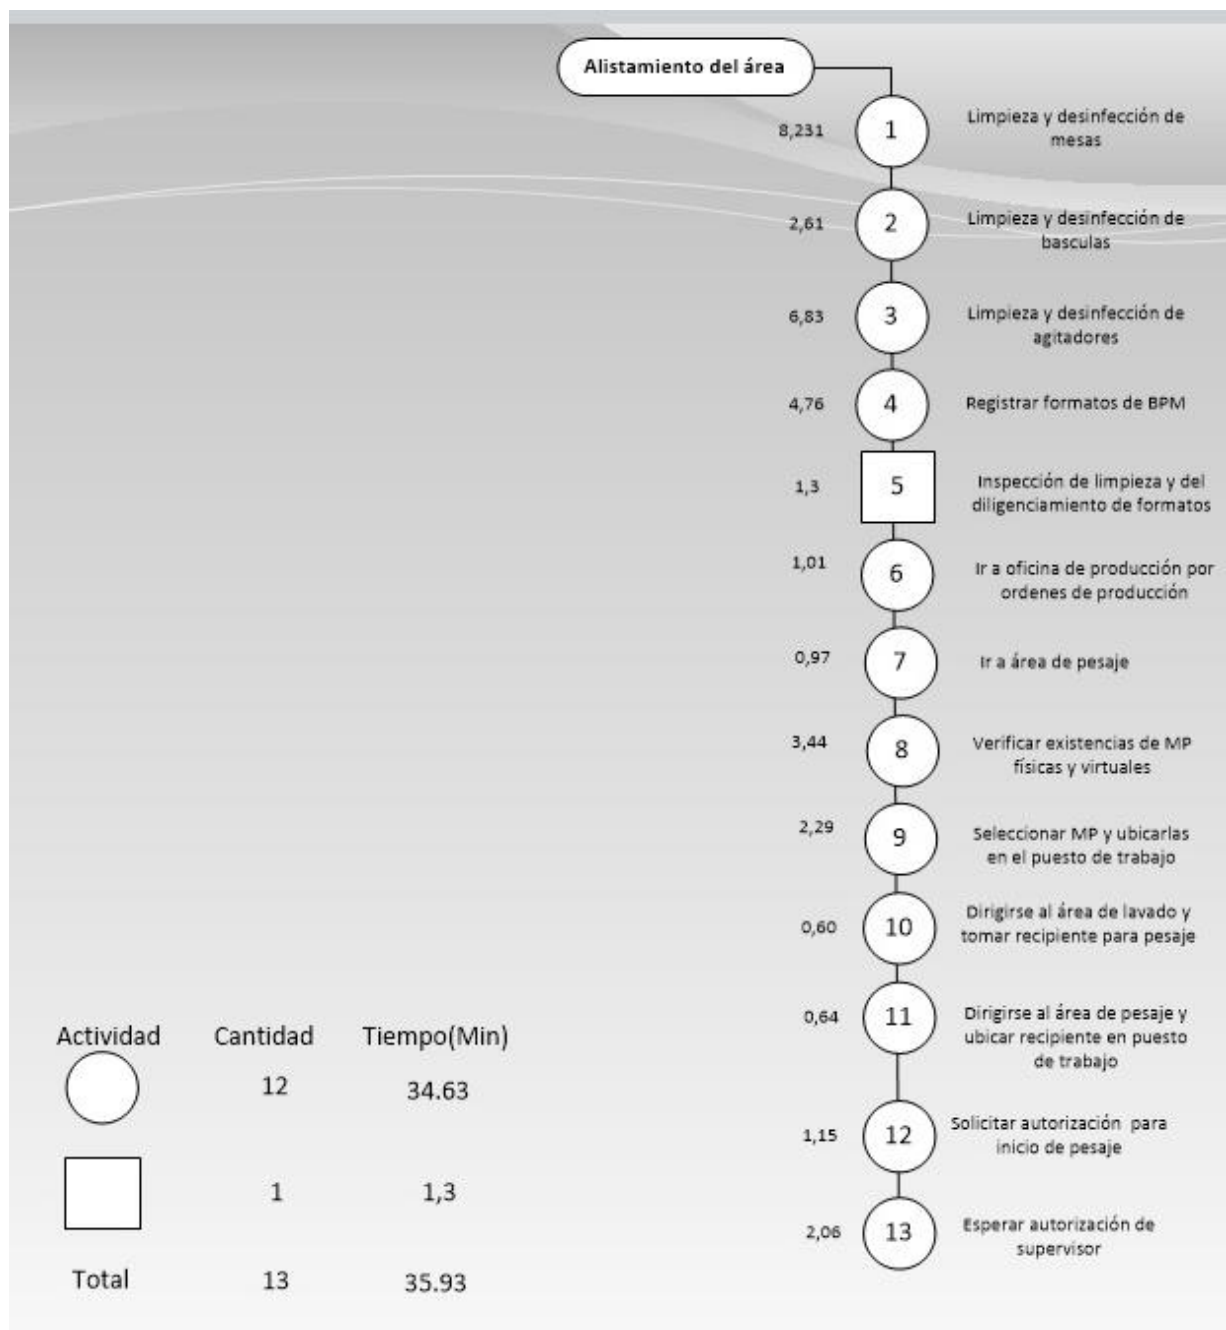 Alistamiento del área
8,231
1
Limpieza y desinfección de
mesas
2,61
2
Limpieza y desinfección de
basculas
6,83
3
Limpieza y desinfección de
agitadores
4,76
4
Registrar formatos de BPM
1,3
5
Inspección de limpieza y del
diligenciamiento de formatos
1,01
6
Ir a oficina de producción por
ordenes de producción
0,97
7
Ir a área de pesaje
3,44
8
Verificar existencias de MP
físicas y virtuales
2,29
9
Seleccionar MP y ubicarlas
en el puesto de trabajo
0,60
10
Dirigirse al área de lavado y
tomar recipiente para pesaje
0,64
11
Dirigirse al área de pesaje y
ubicar recipiente en puesto
de trabajo
1,15
12
Solicitar autorización para
inicio de pesaje
2,06
13
Esperar autorización de
supervisor
Actividad Cantidad Tiempo(Min)
12 34.63
1 1,3
Total 13 35.93